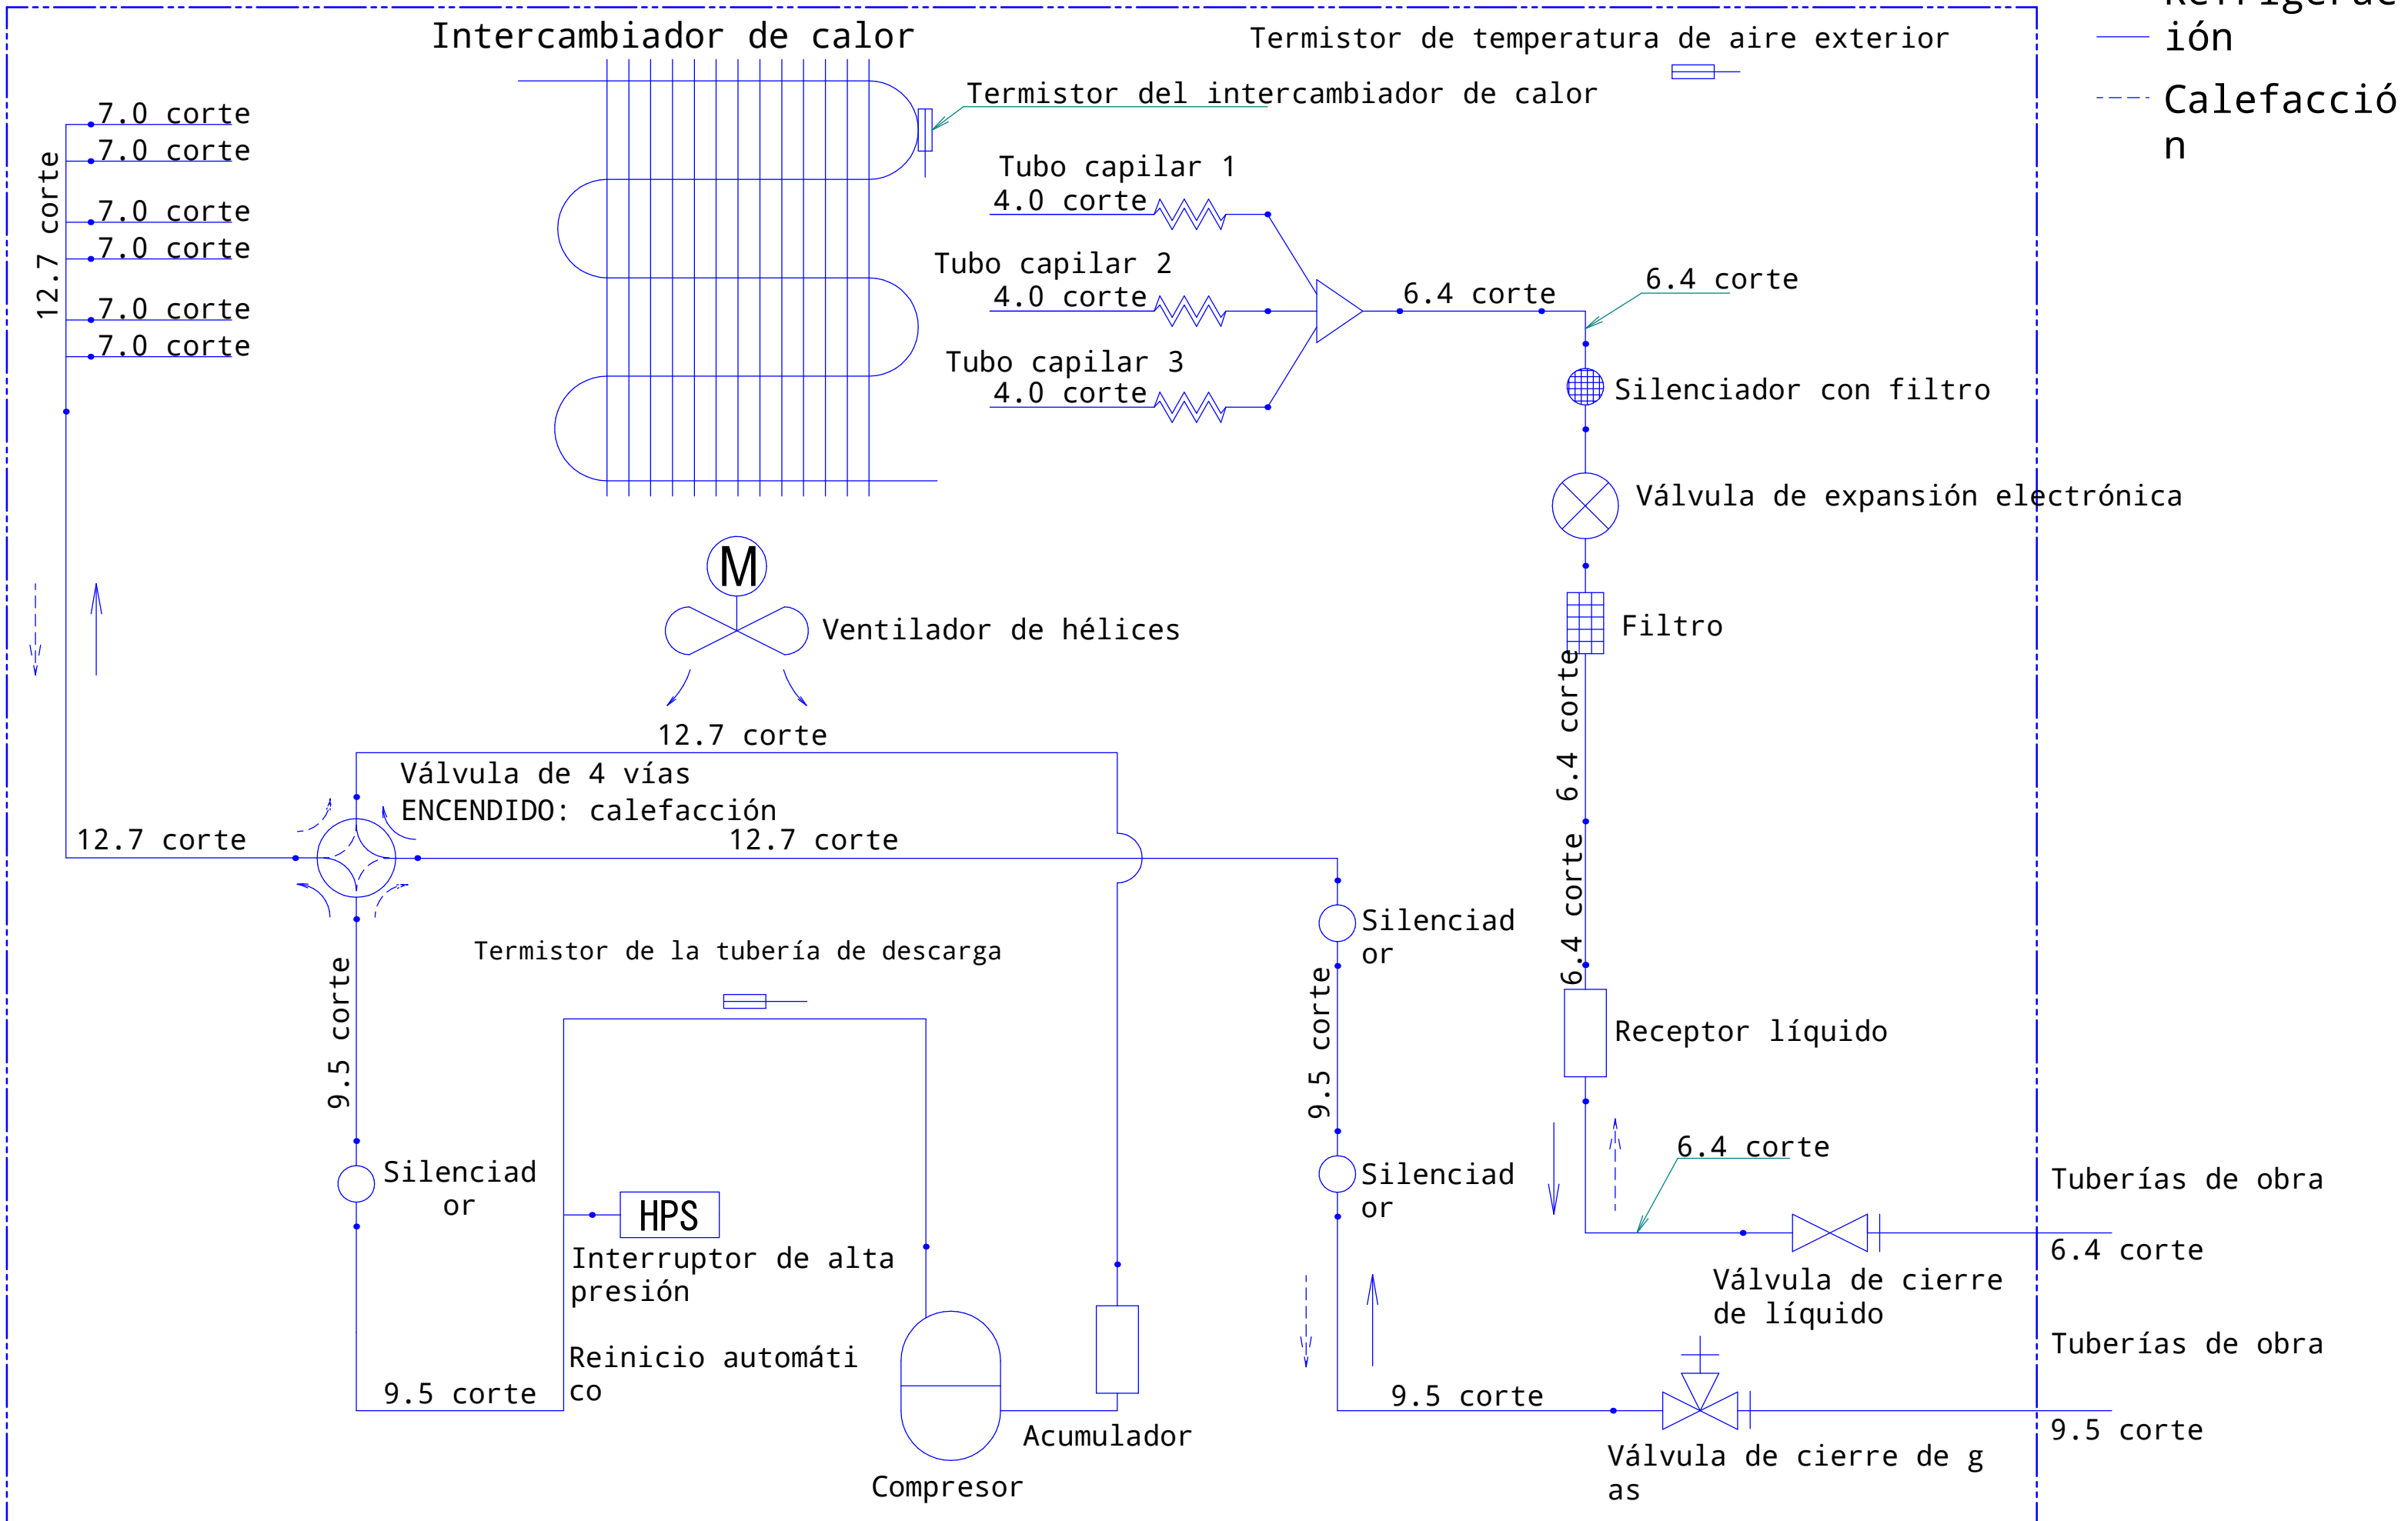 Intercambiador de calor
Termistor de temperatura de aire exterior
ión
Calefacció
n
Termistor del intercambiador de calor
7.0 corte
7.0 corte
7.0 corte
7.0 corte
7.0 corte
7.0 corte
12.7 corte
Tubo capilar 1
4.0 corte
Tubo capilar 2
4.0 corte
Tubo capilar 3
4.0 corte
6.4 corte
6.4 corte
Silenciador con filtro
Válvula de expansión electrónica
M
Ventilador de hélices
Filtro
6.4 corte
12.7 corte
Válvula de 4 vías
ENCENDIDO: calefacción
12.7 corte
12.7 corte
6.4 corte
Silenciad
or
Termistor de la tubería de descarga
9.5 corte
9.5 corte
Receptor líquido
Silenciad
or
HPS
Interruptor de alta
presión
Reinicio automáti
co
9.5 corte
Silenciad
or
6.4 corte
Tuberías de obra
6.4 corte
Válvula de cierre
de líquido
Tuberías de obra
9.5 corte
9.5 corte
Acumulador
Compresor
Válvula de cierre de g
as